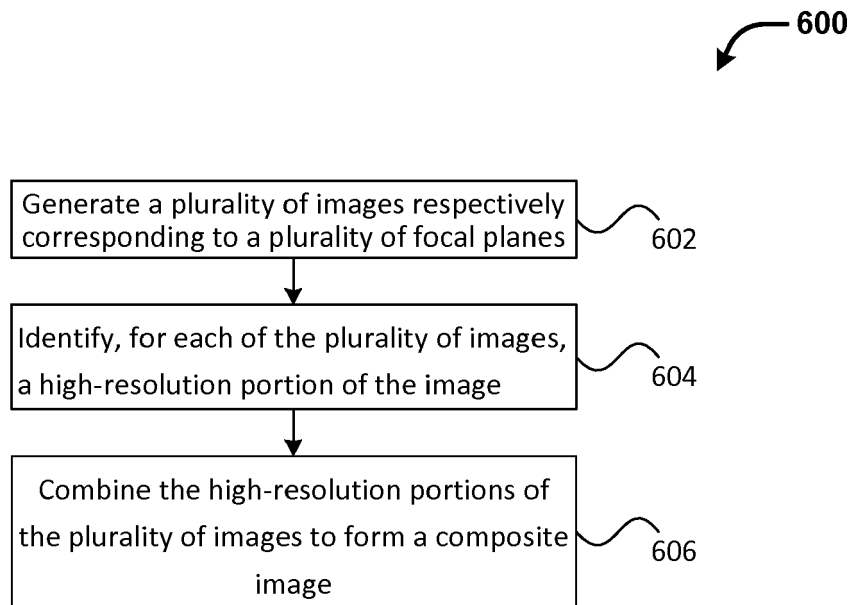 600
Generate a plurality of images respectively
corresponding to a plurality of focal planes
602
Identify, for each of the plurality of images,
a high-resolution portion of the image
604
Combine the high-resolution portions of
the plurality of images to form a composite
image
606